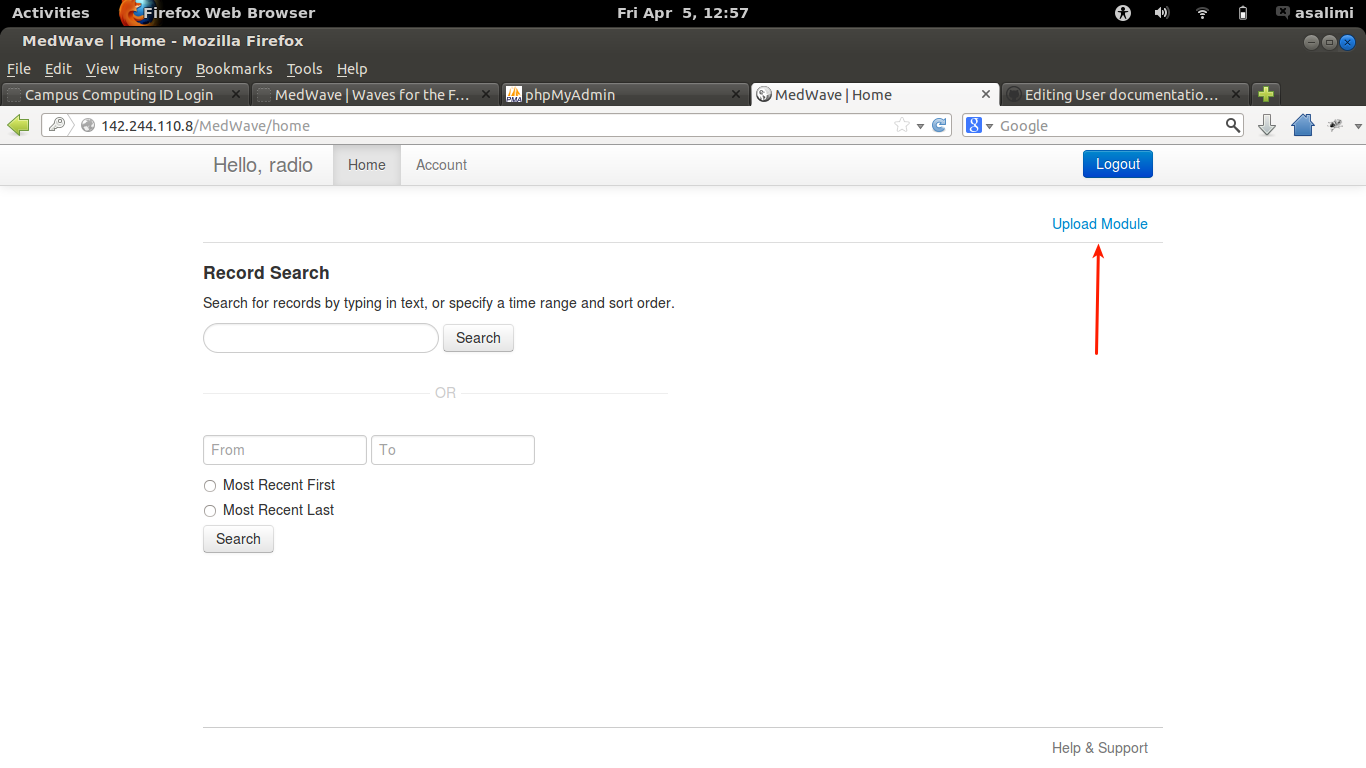 Activities Firefox Web Browser Fri Apr 5, 12:57 asalimi
MedWave | Home - Mozilla Firefox
File Edit View History Bookmarks Tools Help
Campus Computing ID Login MedWave | Waves for the F... phpMyAdmin MedWave | Home Editing User documentatio...
142.244.110.8/MedWave/home Google
Hello, radio Home Account Logout
Upload Module
Record Search
Search for records by typing in text, or specify a time range and sort order.
Search
OR
From To
Most Recent First
Most Recent Last
Search
Help & Support